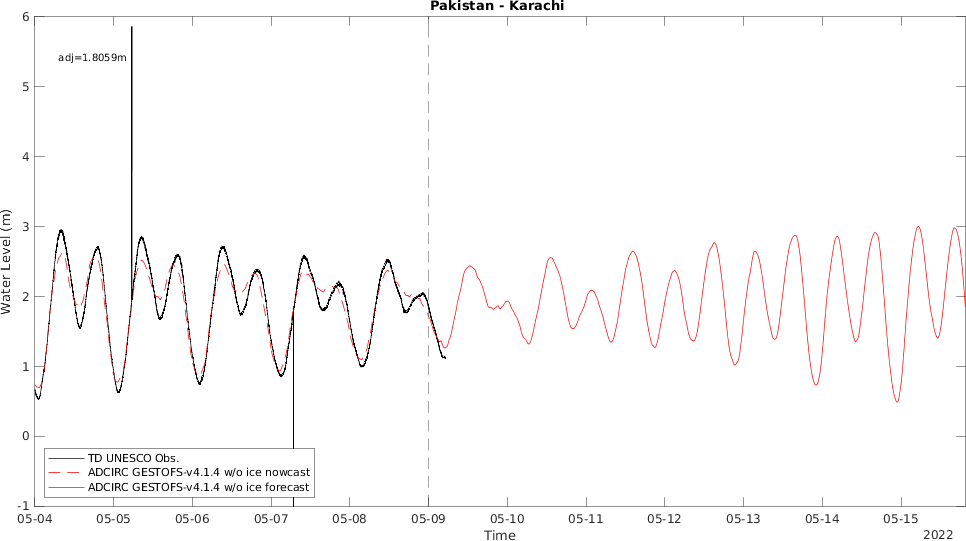 Pakistan - Karachi
6
adj=1.8059m
5
4
3
2
1
0
-1
Water Level (m)
TD UNESCO Obs.
ADCIRC GESTOFS-v4.1.4 w/o ice nowcast
ADCIRC GESTOFS-v4.1.4 w/o ice forecast
05-04 05-05 05-06 05-07 05-08 05-09 05-10 05-11 05-12 05-13 05-14 05-15
Time
2022